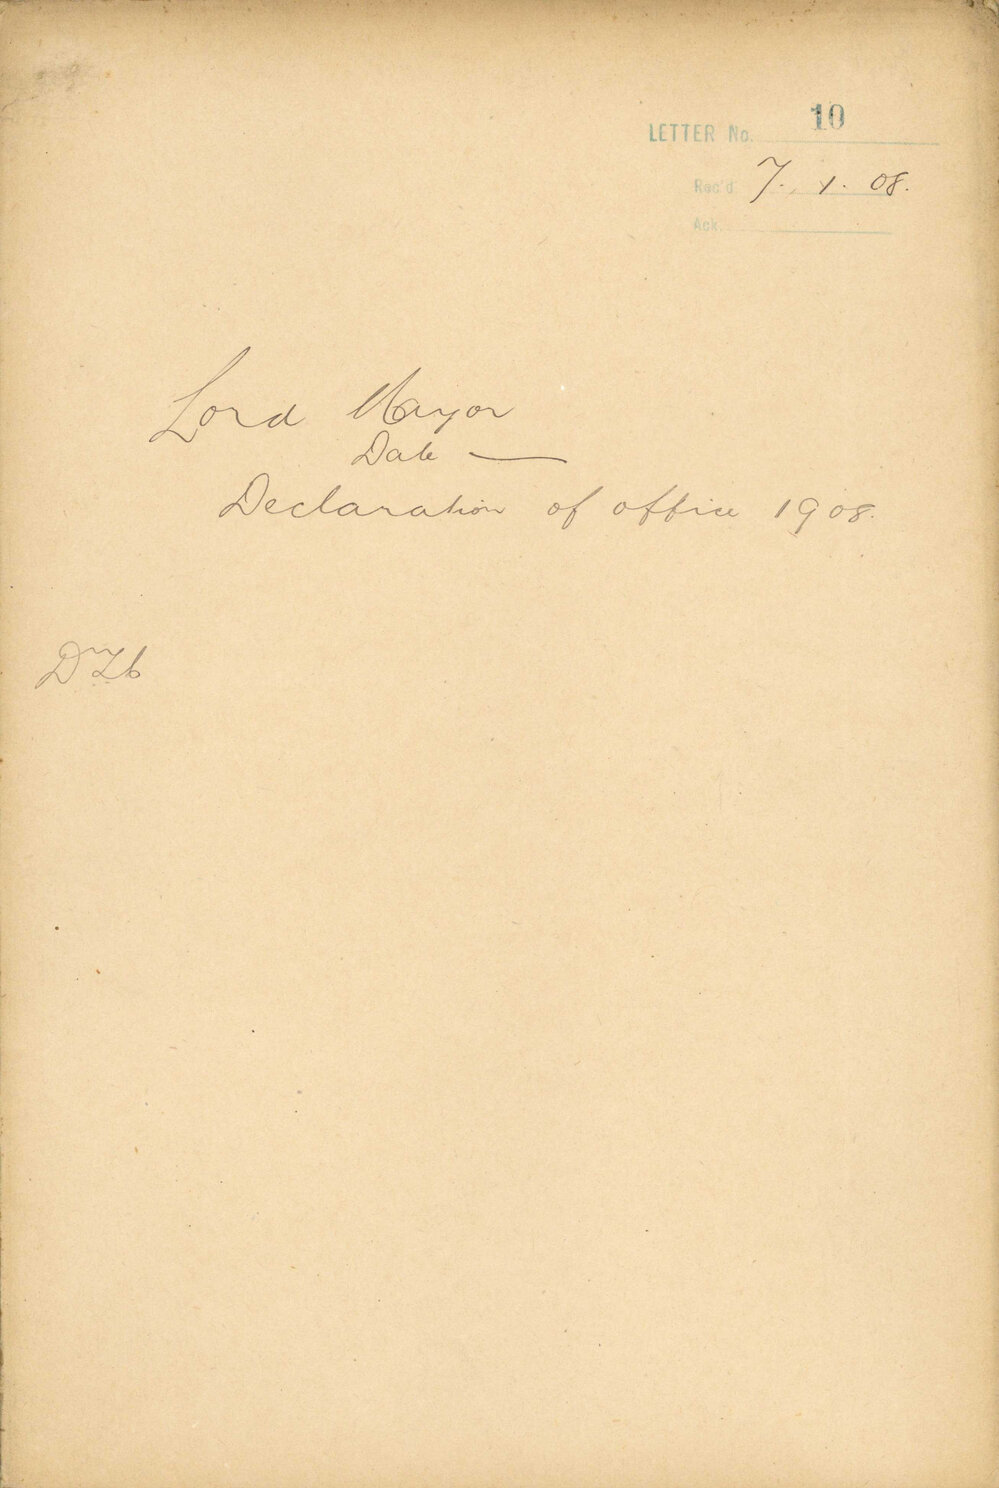 LETTER No. 10
Rec'd 7. 1. 08.
Ack.
Lord Mayor
Date —
Declaration of office 1908.